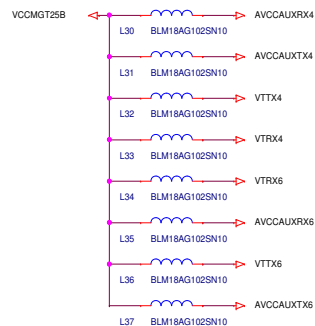 VCCMGT25B AVCCAUXRX4
L30 BLM18AG102SN10
AVCCAUXTX4
L31 BLM18AG102SN10
VTTX4
L32 BLM18AG102SN10
VTRX4
L33 BLM18AG102SN10
VTRX6
L34 BLM18AG102SN10
AVCCAUXRX6
L35 BLM18AG102SN10
VTTX6
L36 BLM18AG102SN10
AVCCAUXTX6
L37 BLM18AG102SN10